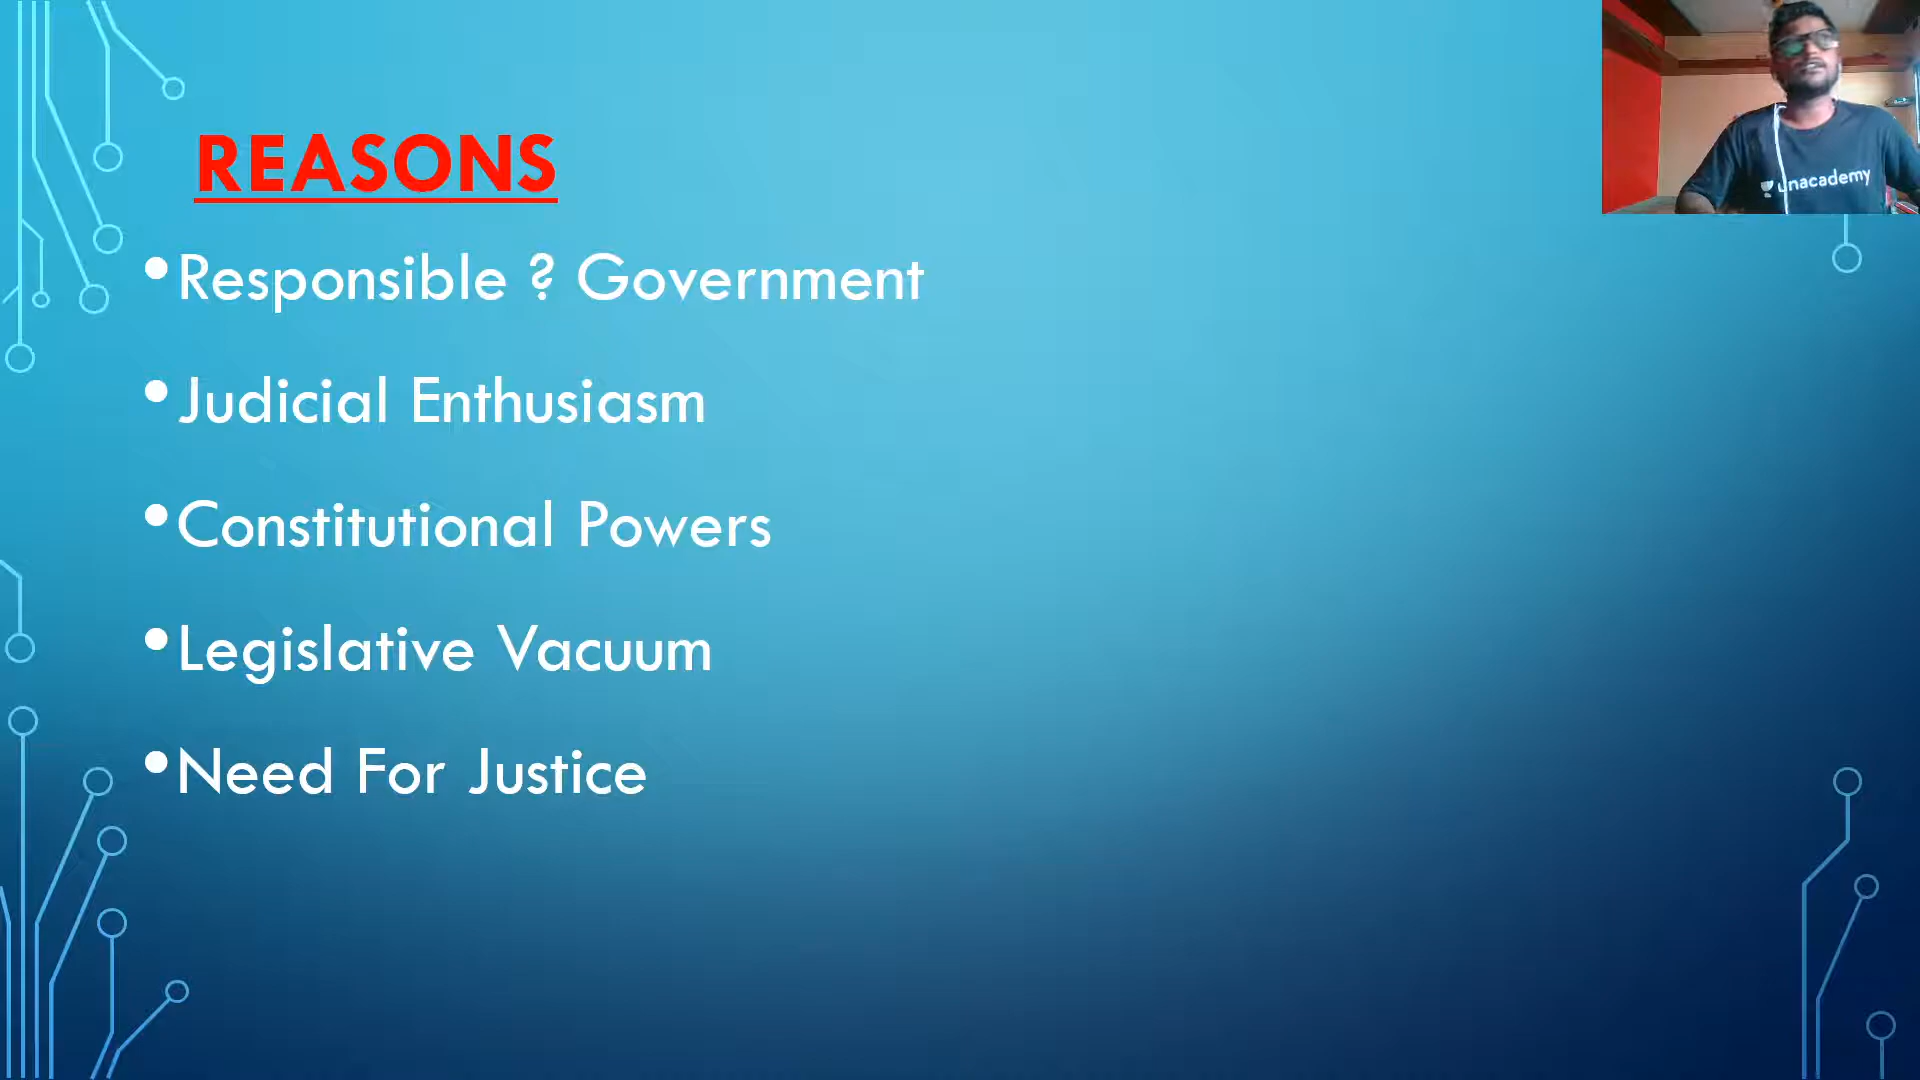 REASONS
•Responsible ? Government
•Judicial Enthusiasm
•Constitutional Powers
•Legislative Vacuum
•Need For Justice
unacademy